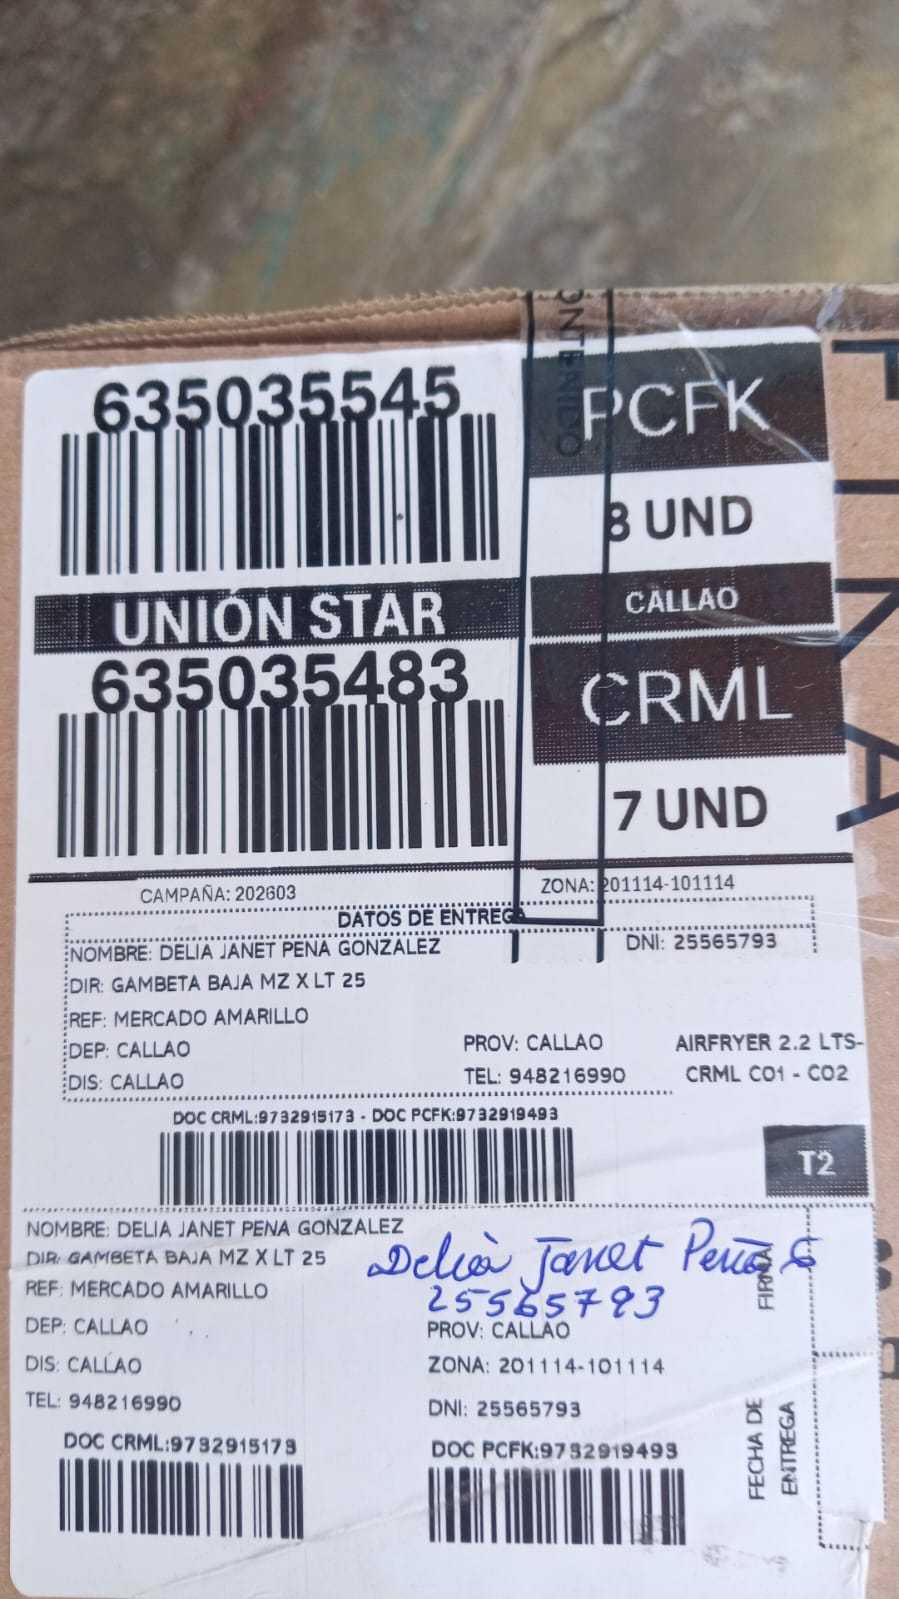 635035545
PCFK
8 UND
UNIÓN STAR
CALLAO
635035483
CRML
7 UND
CAMPAÑA: 202603
ZONA: 201114-101114
DATOS DE ENTREGA
NOMBRE: DELIA JANET PENA GONZALEZ
DNI: 25565793
DIR: GAMBETA BAJA MZ X LT 25
REF: MERCADO AMARILLO
DEP: CALLAO
PROV: CALLAO
AIRFRYER 2.2 LTS-
DIS: CALLAO
TEL: 948216990
CRML C01 - C02
DOC CRML:9732915173 - DOC PCFK:9732919493
T2
NOMBRE: DELIA JANET PENA GONZALEZ
DIR: GAMBETA BAJA MZ X LT 25
Delia Janet Peña G
REF: MERCADO AMARILLO
25565793
FIRMA
DEP: CALLAO
PROV: CALLAO
DIS: CALLAO
ZONA: 201114-101114
TEL: 948216990
DNI: 25565793
FECHA DE
ENTREGA
DOC CRML:9732915173
DOC PCFK:9732919493